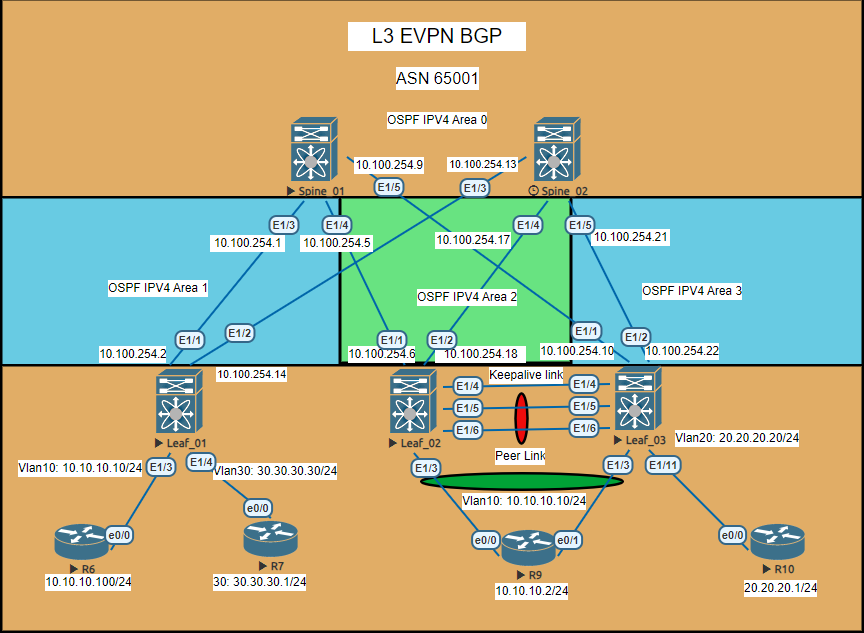 L3 EVPN BGP
ASN 65001
OSPF IPV4 Area 0
10.100.254.9
10.100.254.13
Spine_01
E1/5
E1/3
Spine_02
E1/3
E1/4
E1/4
E1/5
10.100.254.1
10.100.254.5
10.100.254.17
10.100.254.21
OSPF IPV4 Area 1
OSPF IPV4 Area 2
OSPF IPV4 Area 3
E1/1
E1/2
E1/1
E1/2
E1/1
E1/2
10.100.254.2
10.100.254.6
10.100.254.18
10.100.254.10
10.100.254.22
10.100.254.14
Keepalive link
E1/4
E1/4
E1/5
E1/5
E1/6
E1/6
Leaf_01
Leaf_02
Leaf_03
Vlan20: 20.20.20.20/24
Peer Link
Vlan10: 10.10.10.10/24
E1/3
E1/4
Vlan30: 30.30.30.30/24
E1/3
E1/3
E1/11
Vlan10: 10.10.10.10/24
e0/0
e0/0
e0/0
e0/1
e0/0
R6
R7
R9
R10
10.10.10.100/24
30: 30.30.30.1/24
10.10.10.2/24
20.20.20.1/24